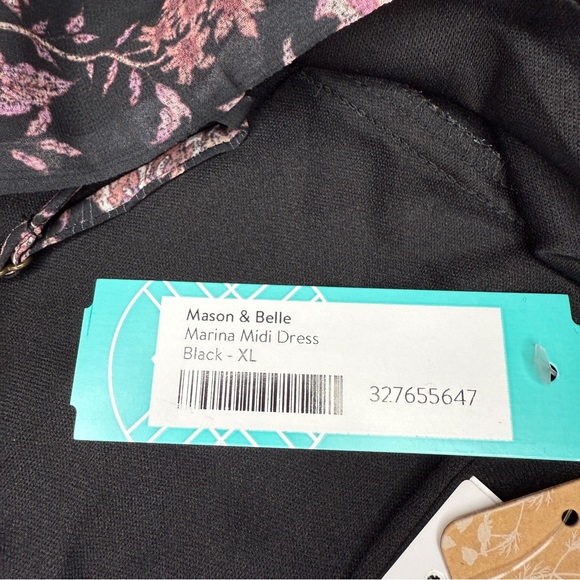 Mason & Belle
Marina Midi Dress
Black - XL
327655647